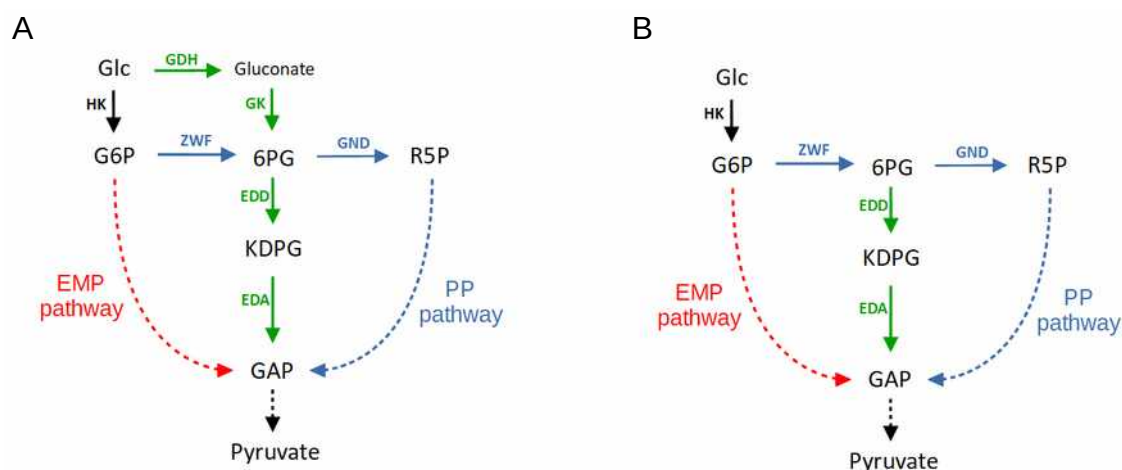 A
GDH
Glc
Gluconate
HK
GK
ZWF
GND
G6P
6PG
R5P
EDD
KDPG
EMP
pathway
EDA
PP
pathway
GAP
Pyruvate
B
Glc
HK
ZWF
GND
G6P
6PG
R5P
EDD
KDPG
EMP
pathway
EDA
PP
pathway
GAP
Pyruvate